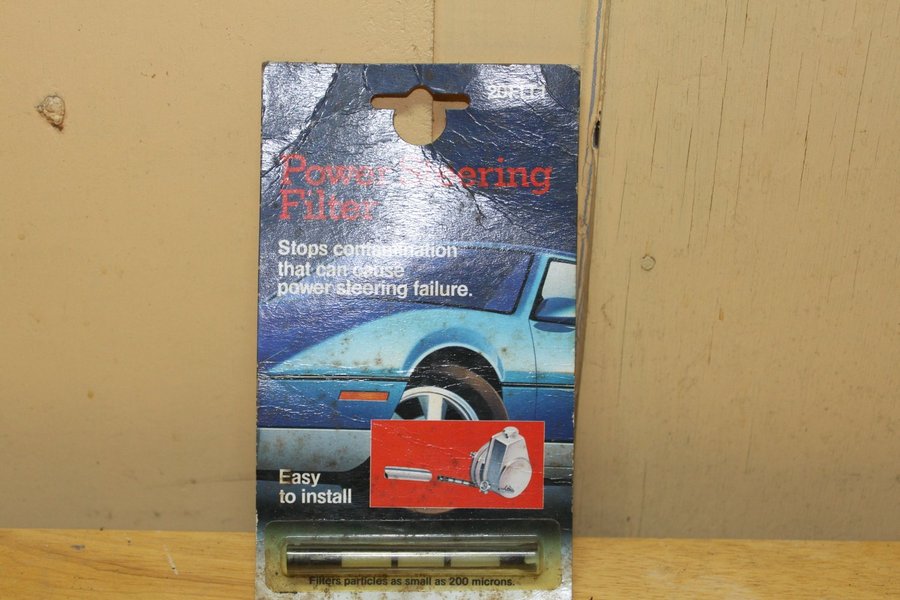 Power Steering
Filter
Stops contamination
that can cause
power steering failure.
Easy
to install
Filters particles as small as 200 microns.